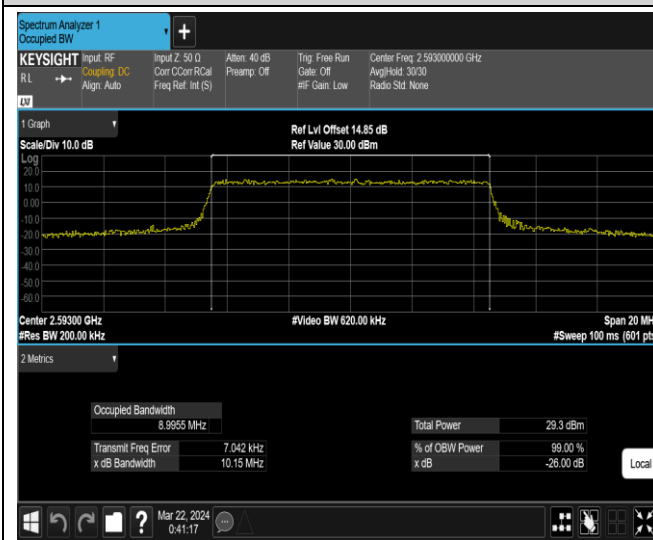 Spectrum Analyzer 1
Occupied BW
+
KEYSIGHT
Input: RF
Input Z: 50 Ω
Atten: 40 dB
Trig: Free Run
Center Freq: 2.593000000 GHz
RL
Coupling: DC
Corr CCorr RCal
Preamp: Off
Gate: Off
Avg|Hold: 30/30
Align: Auto
Freq Ref: Int (S)
#IF Gain: Low
Radio Std: None
LXI
1 Graph
Ref Lvl Offset 14.85 dB
Scale/Div 10.0 dB
Ref Value 30.00 dBm
Log
20.0
10.0
0.00
-10.0
-20.0
-30.0
-40.0
-50.0
-60.0
Center 2.59300 GHz
#Video BW 620.00 kHz
Span 20 MH
#Res BW 200.00 kHz
#Sweep 100 ms (601 pts
2 Metrics
Occupied Bandwidth
8.9955 MHz
Total Power
29.3 dBm
Transmit Freq Error
7.042 kHz
% of OBW Power
99.00 %
x dB Bandwidth
10.15 MHz
x dB
-26.00 dB
Local
?
Mar 22, 2024
0:41:17